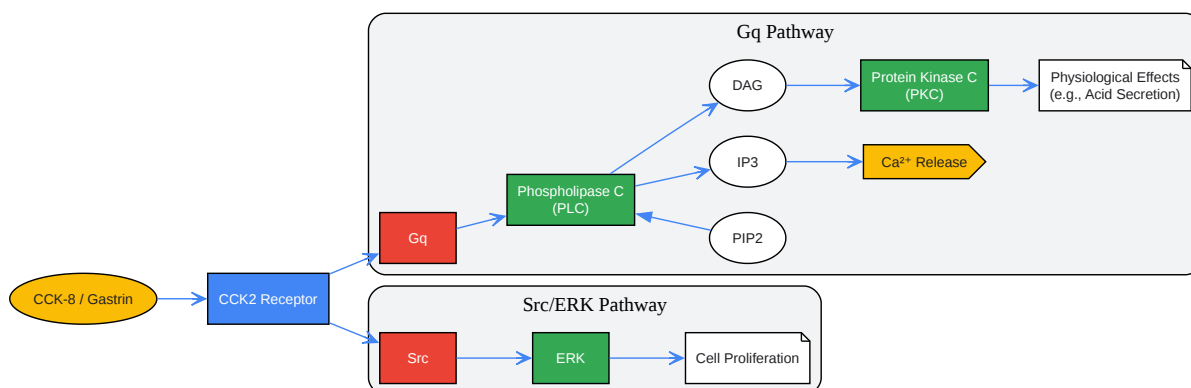 Gq Pathway
DAG
Protein Kinase C
(PKC)
Physiological Effects
(e.g., Acid Secretion)
IP3
Ca²⁺ Release
Phospholipase C
(PLC)
Gq
PIP2
CCK-8 / Gastrin
CCK2 Receptor
Src/ERK Pathway
Src
ERK
Cell Proliferation